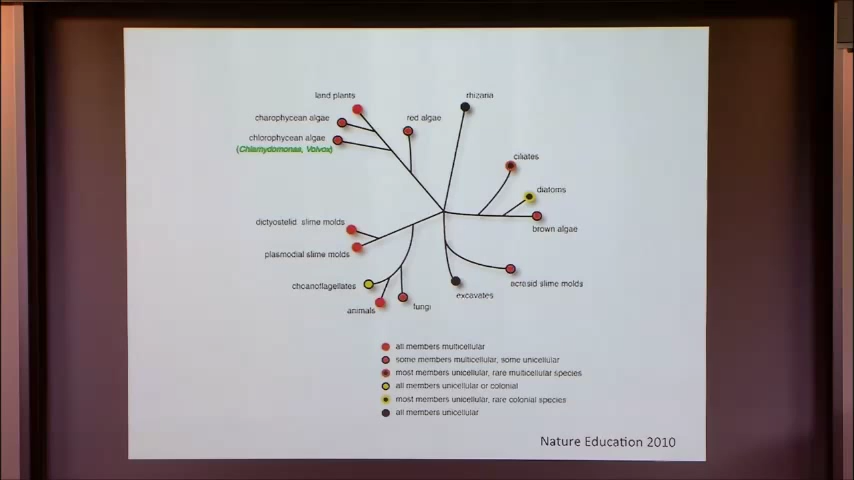 land plants
rhizaria
charophycean algae
red algae
chlorophycean algae
(Chlamydomonas, Volvox)
ciliates
diatoms
dictyostelid slime molds
brown algae
plasmodial slime molds
choanoflagellates
acrasid slime molds
excavates
animals
fungi
all members multicellular
some members multicellular, some unicellular
most members unicellular, rare multicellular species
all members unicellular or colonial
most members unicellular, rare colonial species
all members unicellular
Nature Education 2010